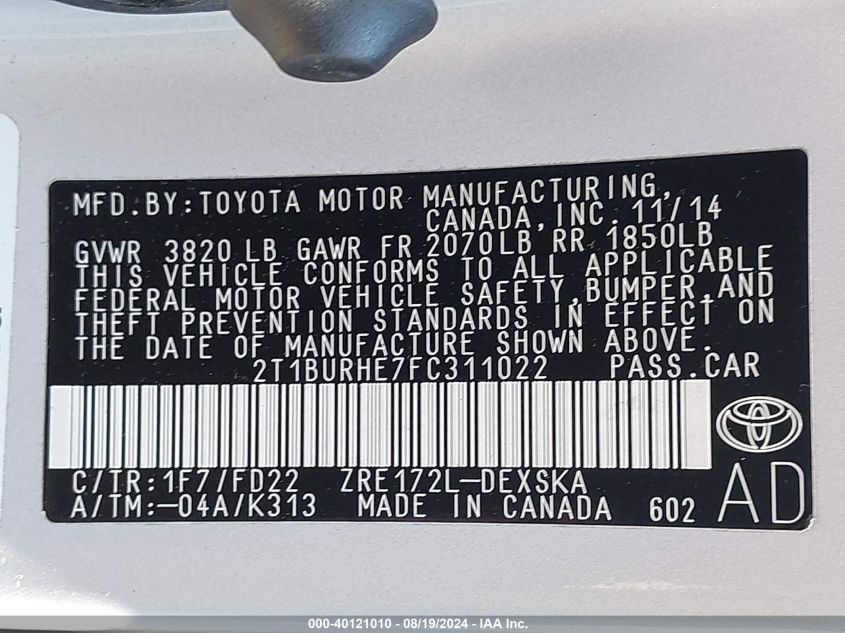 MFD.BY:TOYOTA MOTOR MANUFACTURING,
CANADA,INC. 11/14
GVWR 3820 LB GAWR FR 2070LB RR 1850LB
THIS VEHICLE CONFORMS TO ALL APPLICABLE
FEDERAL MOTOR VEHICLE SAFETY,BUMPER,AND
THEFT PREVENTION STANDARDS IN EFFECT ON
THE DATE OF MANUFACTURE SHOWN ABOVE.
2T1BURHE7FC311022 PASS.CAR
C/TR:1F7/FD22 ZRE172L-DEXSKA
A/TM:-04A/K313 MADE IN CANADA 602 AD
000-40121010 - 08/19/2024 - IAA Inc.